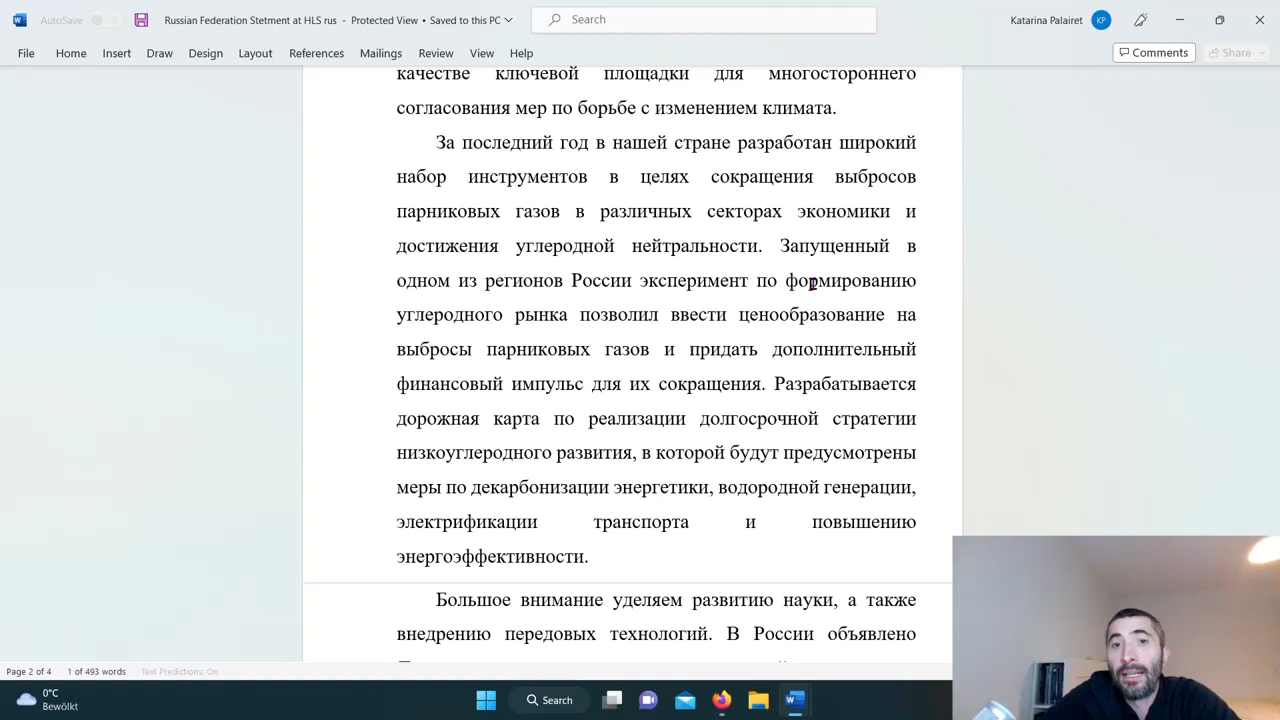 AutoSave
Russian Federation Stetment at HLS rus - Protected View • Saved to this PC
Search
Katarina Palairet
KP
File Home Insert Draw Design Layout References Mailings Review View Help
Comments
Share
качестве ключевой площадки для многостороннего
согласования мер по борьбе с изменением климата.
За последний год в нашей стране разработан широкий
набор инструментов в целях сокращения выбросов
парниковых газов в различных секторах экономики и
достижения углеродной нейтральности. Запущенный в
одном из регионов России эксперимент по формированию
углеродного рынка позволил ввести ценообразование на
выбросы парниковых газов и придать дополнительный
финансовый импульс для их сокращения. Разрабатывается
дорожная карта по реализации долгосрочной стратегии
низкоуглеродного развития, в которой будут предусмотрены
меры по декарбонизации энергетики, водородной генерации,
электрификации транспорта и повышению
энергоэффективности.
Большое внимание уделяем развитию науки, а также
внедрению передовых технологий. В России объявлено
Page 2 of 4 1 of 493 words Text Predictions: On
0°C
Bewölkt
Search